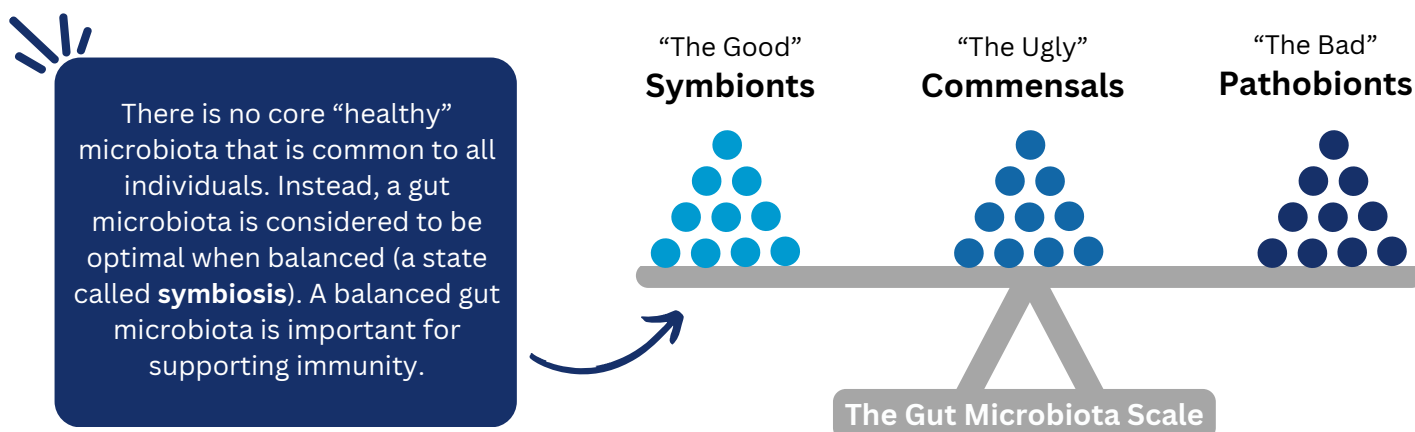 There is no core “healthy”
microbiota that is common to all
individuals. Instead, a gut
microbiota is considered to be
optimal when balanced (a state
called symbiosis). A balanced gut
microbiota is important for
supporting immunity.
“The Good”
Symbionts
“The Ugly”
Commensals
“The Bad”
Pathobionts
The Gut Microbiota Scale